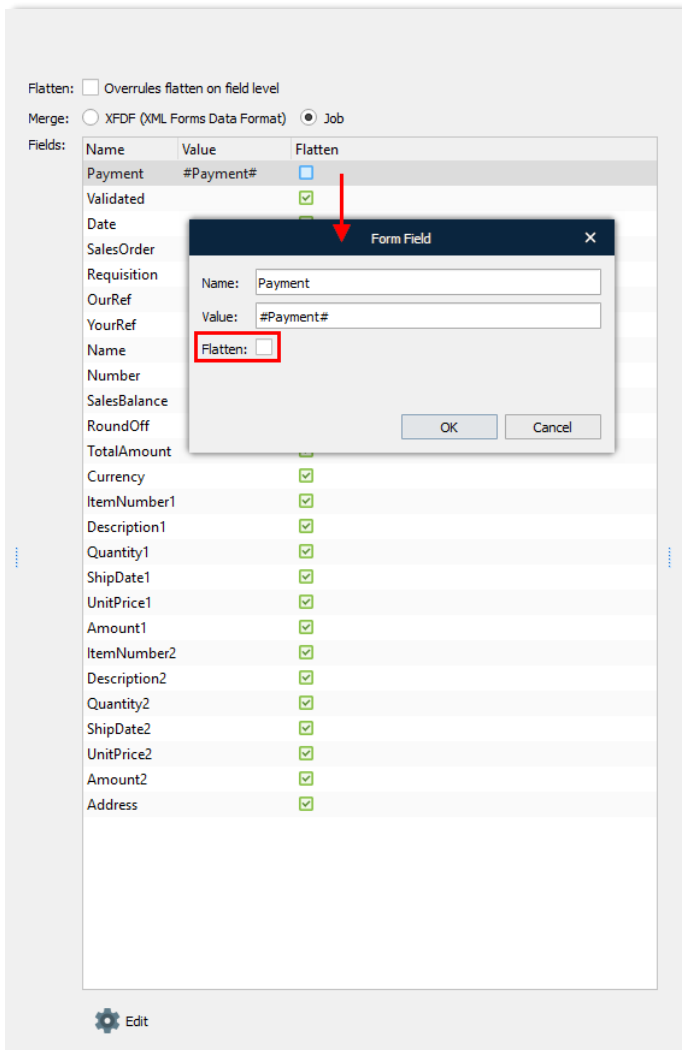 Flatten: Overrules flatten on field level
Merge: XFDF (XML Forms Data Format) Job
Fields: Name Value Flatten
Payment #Payment#
Validated
Date
SalesOrder
Requisition
OurRef
YourRef
Name
Number
SalesBalance
RoundOff
TotalAmount
Currency
ItemNumber1
Description1
Quantity1
ShipDate1
UnitPrice1
Amount1
ItemNumber2
Description2
Quantity2
ShipDate2
UnitPrice2
Amount2
Address
Form Field
Name: Payment
Value: #Payment#
Flatten:
OK Cancel
Edit